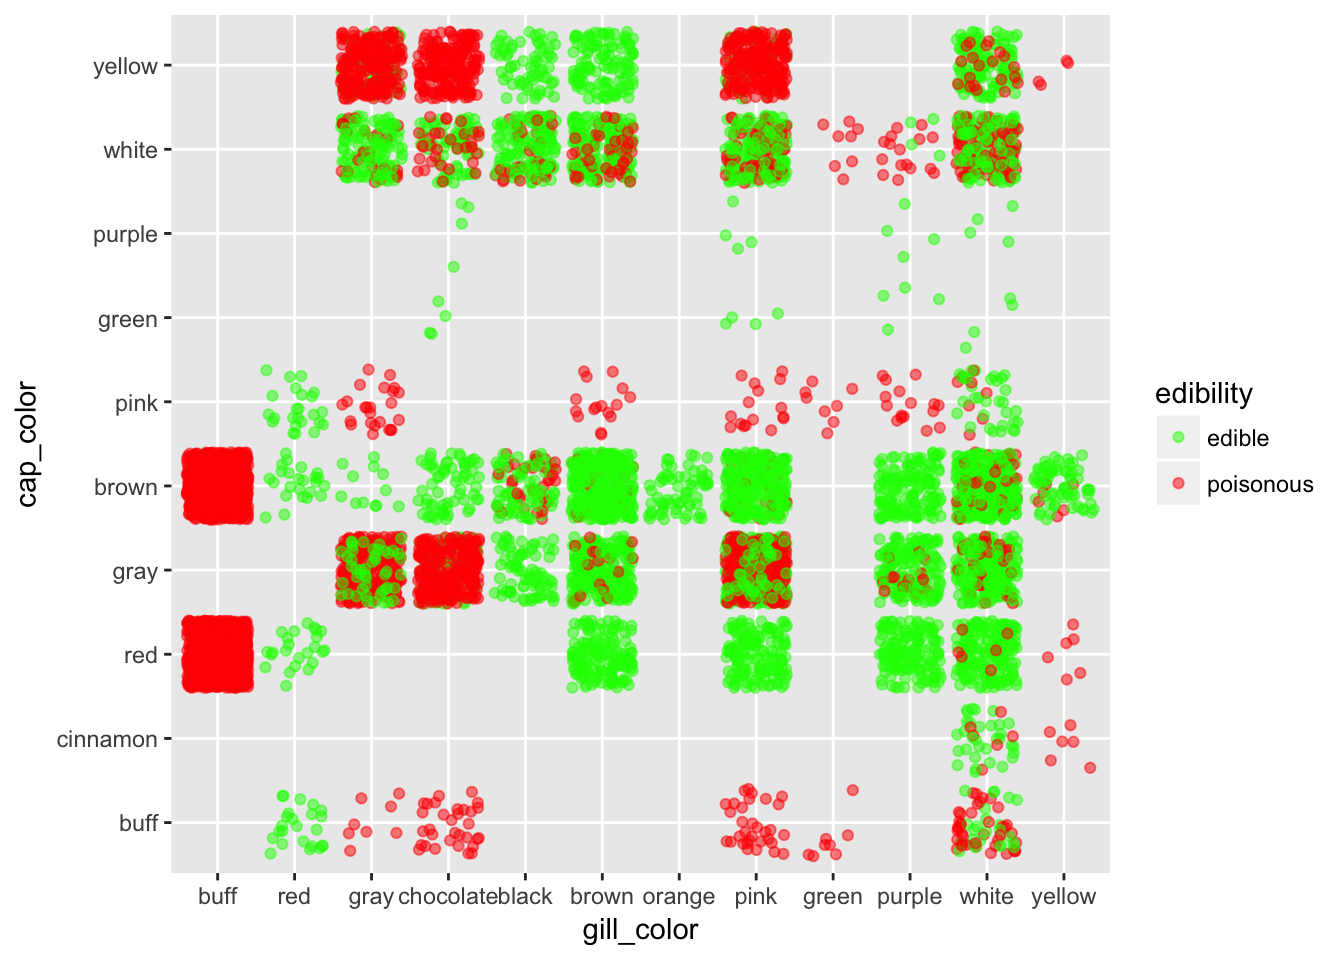 yellow
white
purple
green
pink
brown
gray
red
cinnamon
buff
cap_color
buff red gray chocolate black brown orange pink green purple white yellow
gill_color
edibility
edible
poisonous